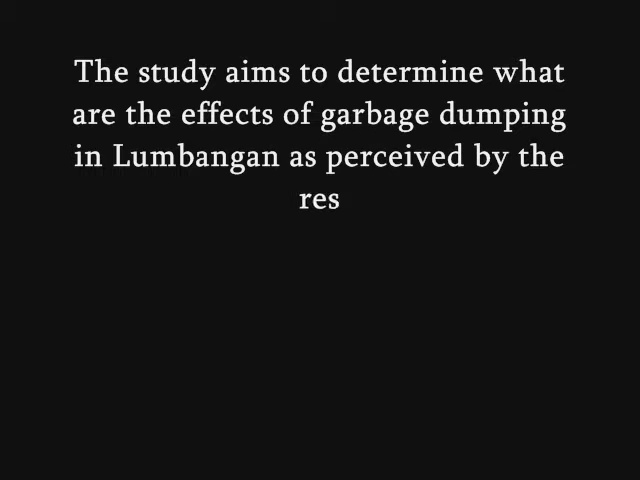 The study aims to determine what
are the effects of garbage dumping
in Lumbangan as perceived by the
res